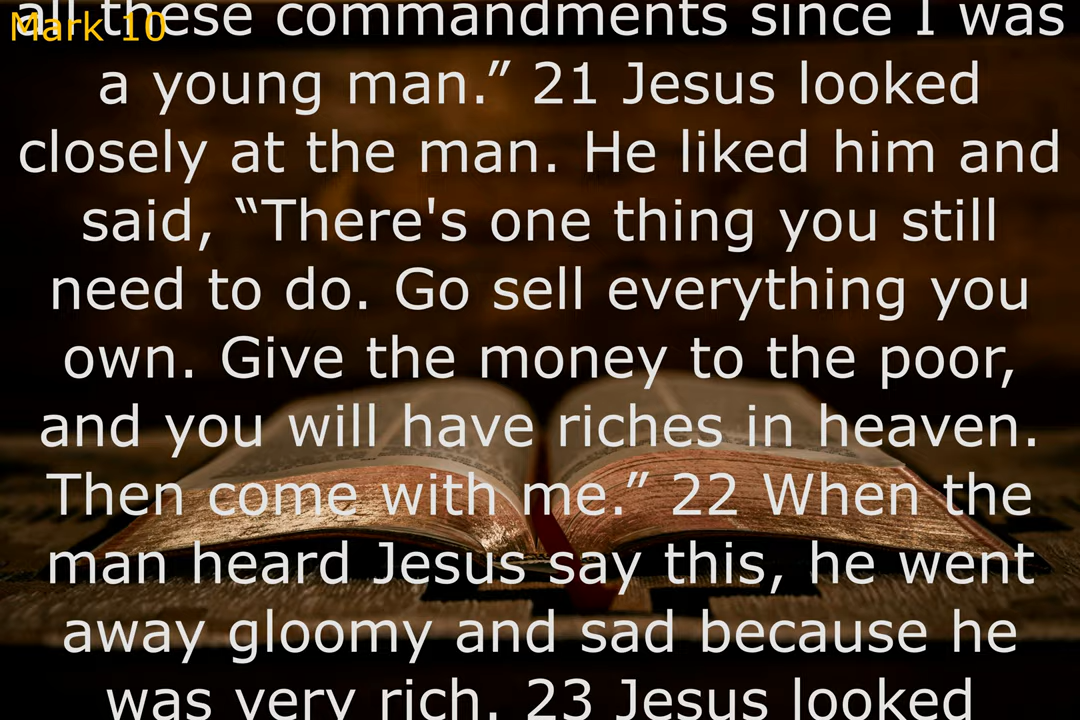 Mark 10
all these commandments since I was
a young man.” 21 Jesus looked
closely at the man. He liked him and
said, “There's one thing you still
need to do. Go sell everything you
own. Give the money to the poor,
and you will have riches in heaven.
Then come with me.” 22 When the
man heard Jesus say this, he went
away gloomy and sad because he
was very rich. 23 Jesus looked